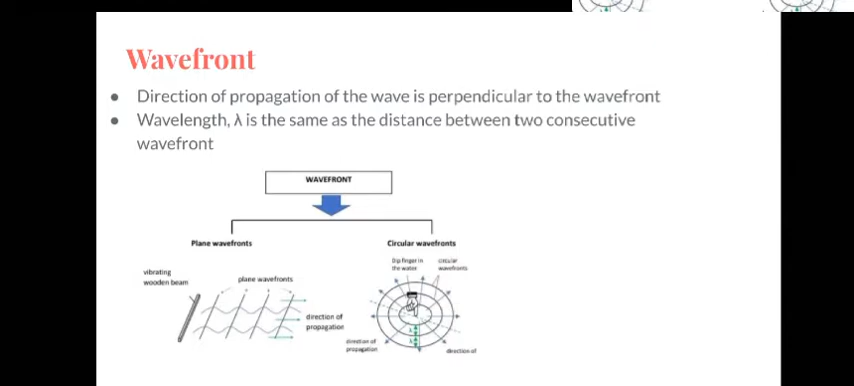 Wavefront
• Direction of propagation of the wave is perpendicular to the wavefront
• Wavelength, λ is the same as the distance between two consecutive
wavefront
WAVEFRONT
Plane wavefronts
Circular wavefronts
Dip finger in
the water
circular
wavefronts
vibrating
wooden beam
plane wavefronts
direction of
propagation
direction of
propagation
direction of
λ
λ